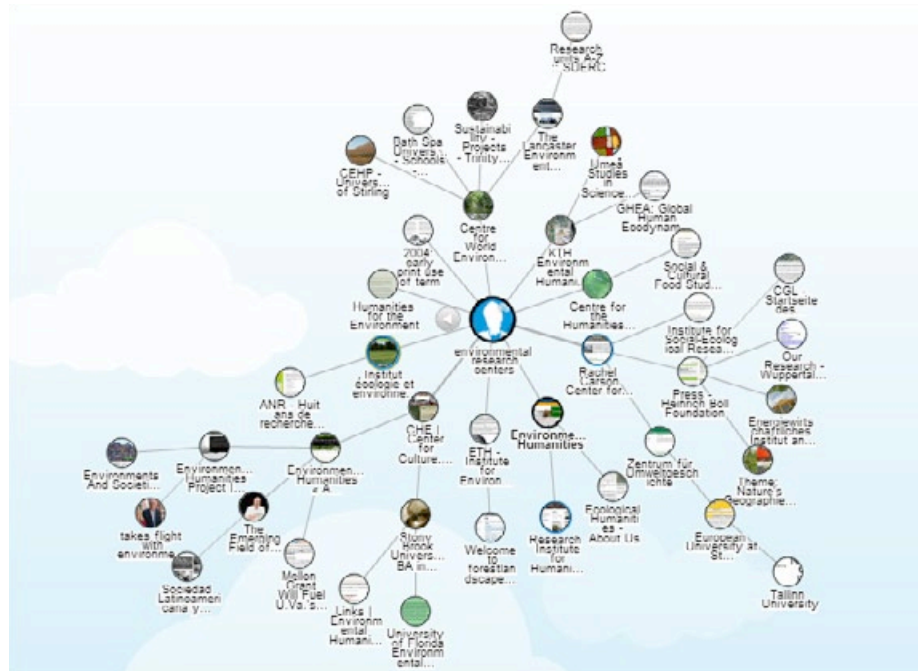 Research
units A-Z
:: SDERC
Bath Spa
Univers...
- Schools -
...
Sustainabi
lity -
Projects
- Trinity...
The
Lancaster
Environm
ent...
Umeå
Studies
in
Science...
CEHP -
Univers...
of Stirling
GHEA: Global
Human
Ecodynam...
Centre
for
World
Environ...
KTH
Environ
mental
Humani...
2004:
early
print use
of term
Social &
Cultural
Food Stud...
CGL -
Startseite
des
Humanities
for the
Environment
Centre for
the
Humanities...
Institute for
Social-Ecolog
ical Resea...
environmental
research
centers
Our
Research -
Wuppertal...
Institut
écologie et
environne...
Rachel
Carson
Center for...
Press -
Heinrich Böll
Foundation
ANR - Huit
ans de
recherche...
CHE |
Center for
Culture...
Energiewirts
chaftliches
Institut an...
ETH -
Institute for
Environ...
Environme...
Humanities
Zentrum für
Umweltgesc
hichte
Theme:
Nature's
Geographie...
Environments
And Societi...
Environmen...
Humanities
Project |...
Environmen...
Humanities
Ecological
Humaniti
es -
About Us
takes flight
with
environme...
The
Emerging
Field of...
Stony
Brook
Univers...
BA in...
Welcome
to
forestlan
dscape...
Research
Institute for
Humani...
European
University at
St...
Sociedad
Latinoameri
cana y...
Mellon
Grant
Will Fuel
U.Va.'s...
Links |
Environm
ental
Humani...
University
of Florida
Environ
mental...
Tallinn
University